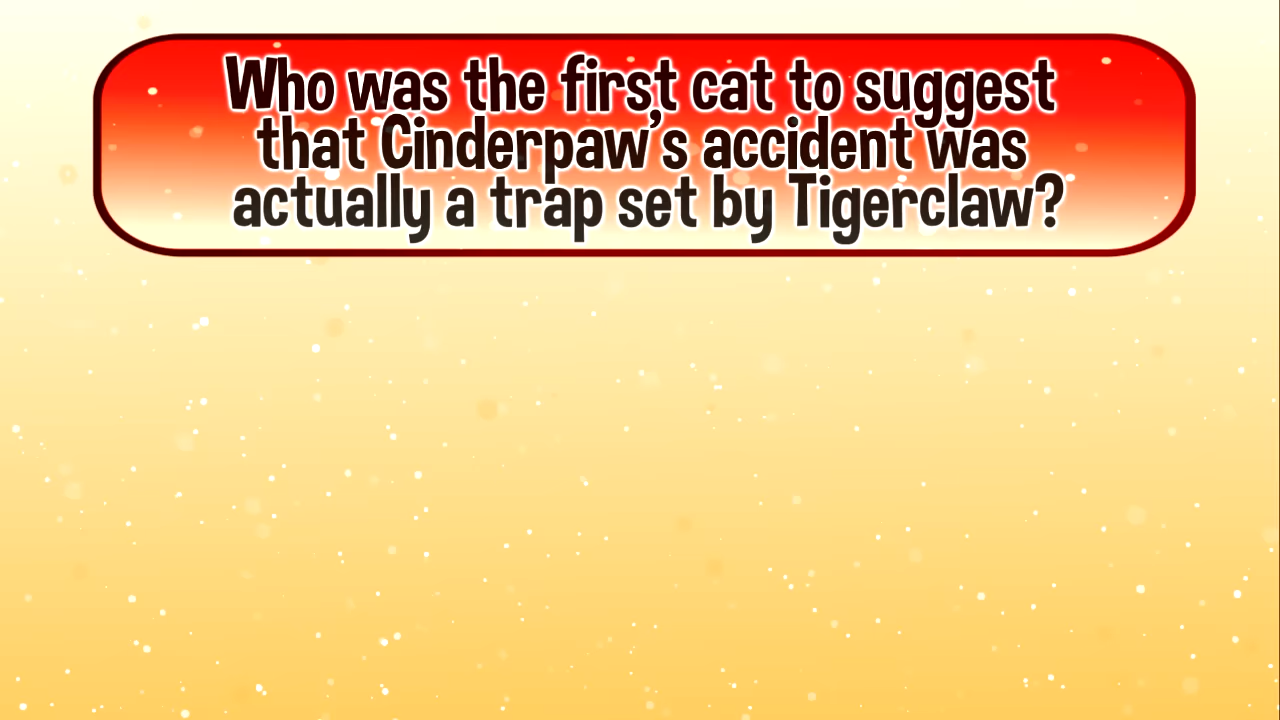 Who was the first cat to suggest
that Cinderpaw's accident was
actually a trap set by Tigerclaw?